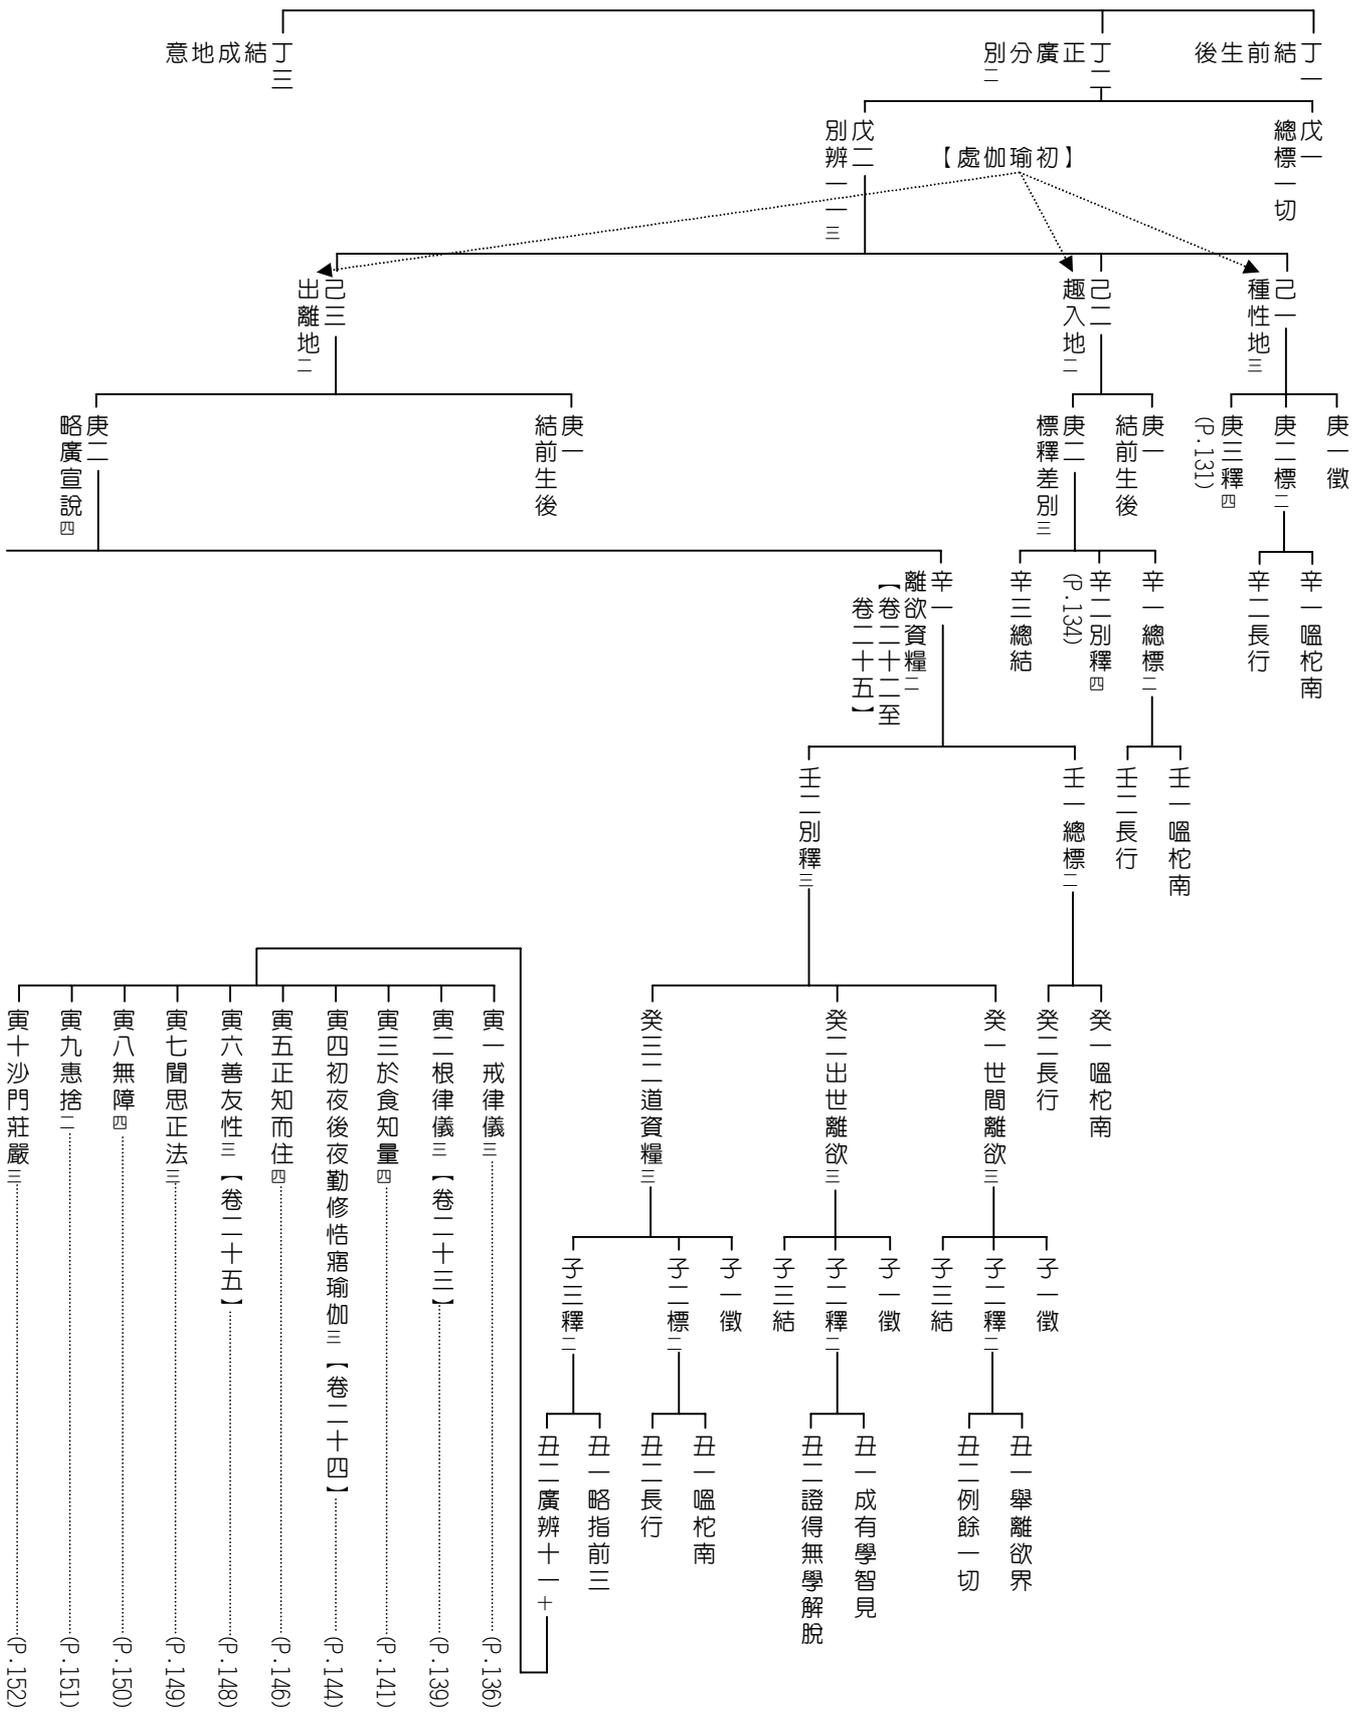 丁一
結前生後
丁二
正廣分別二
丁三
結成地意
戊一
總標一切
戊二
別辨一一三
【初瑜伽處】
己一
種性地三
己二
趣入地二
己三
出離地二
庚一徵
庚二標二
庚三釋四
(P.131)
庚一
結前生後
庚二
標釋差別三
庚一
結前生後
庚二
略廣宣說四
辛一嗢柁南
辛二長行
辛一總標二
辛二別釋四
(P.134)
辛三總結
辛一
離欲資糧二
【卷二十二至
卷二十五】
壬一嗢柁南
壬二長行
壬一總標二
壬二別釋三
癸一嗢柁南
癸二長行
癸一世間離欲三
癸二出世離欲三
癸三二道資糧三
子一徵
子二釋二
子三結
子一徵
子二釋二
子三結
子一徵
子二標二
子三釋二
丑一舉離欲界
丑二例餘一切
丑一成有學智見
丑二證得無學解脫
丑一嗢柁南
丑二長行
丑一略指前三
丑二廣辨十一十
寅一戒律儀三 (P.136)
寅二根律儀三【卷二十三】 (P.139)
寅三於食知量四 (P.141)
寅四初夜後夜勤修悎寤瑜伽三【卷二十四】 (P.144)
寅五正知而住四 (P.146)
寅六善友性三【卷二十五】 (P.148)
寅七聞思正法三 (P.149)
寅八無障四 (P.150)
寅九惠捨二 (P.151)
寅十沙門莊嚴三 (P.152)